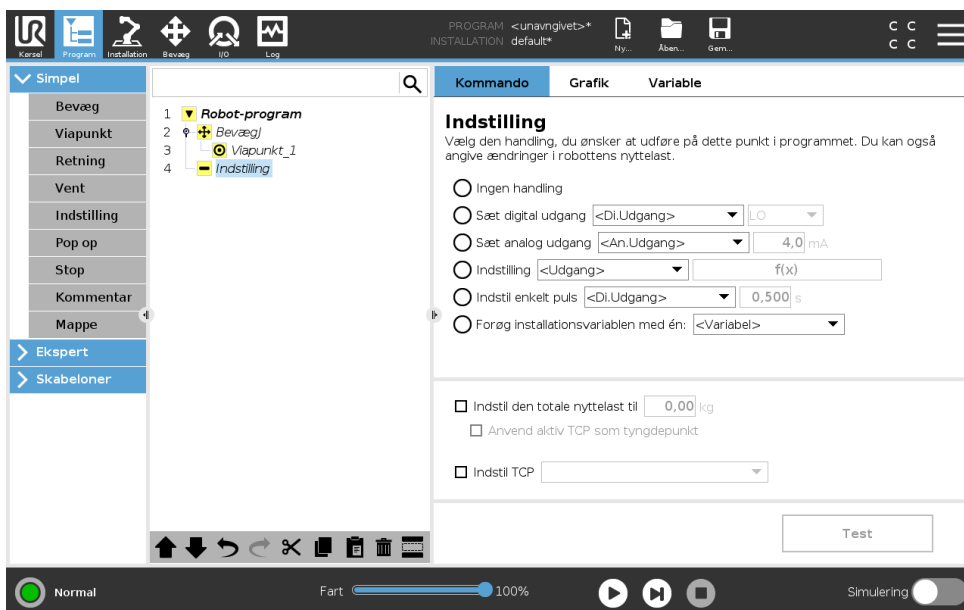 UR
Kørsel
Program
Installation
Bevæg
I/O
Log
PROGRAM <unavngivet>*
INSTALLATION default*
Ny...
Åben...
Gem...
C C
C C
Simpel
Bevæg
Viapunkt
Retning
Vent
Indstilling
Pop op
Stop
Kommentar
Mappe
Ekspert
Skabeloner
1 Robot-program
2 BevægJ
3 Viapunkt_1
4 Indstilling
Kommando Grafik Variable
Indstilling
Vælg den handling, du ønsker at udføre på dette punkt i programmet. Du kan også
angive ændringer i robottens nyttelast.
Ingen handling
Sæt digital udgang <Di.Udgang> LO
Sæt analog udgang <An.Udgang> 4,0 mA
Indstilling <Udgang> f(x)
Indstil enkelt puls <Di.Udgang> 0,500 s
Forøg installationsvariablen med én: <Variabel>
Indstil den totale nyttelast til 0,00 kg
Anvend aktiv TCP som tyngdepunkt
Indstil TCP
Test
Normal
Fart 100%
Simulering